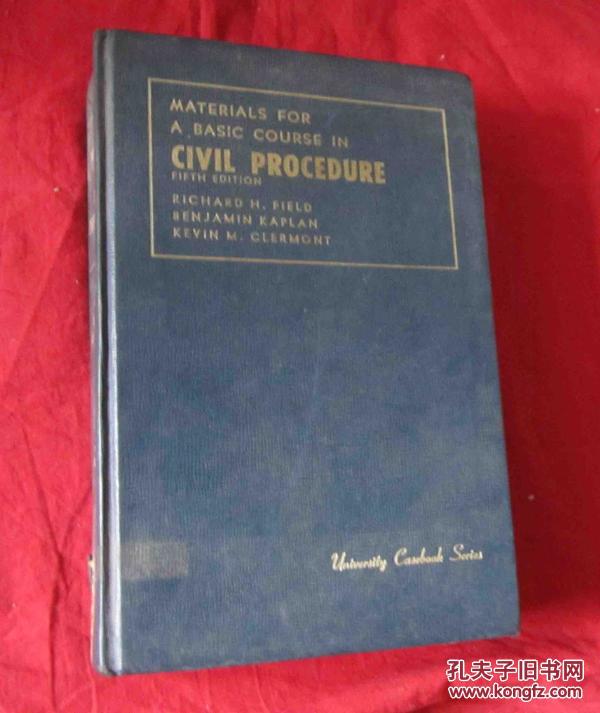 MATERIALS FOR
A BASIC COURSE IN
CIVIL PROCEDURE
FIFTH EDITION
RICHARD H. FIELD
BENJAMIN KAPLAN
KEVIN M. CLERMONT
University Casebook Series
孔夫子旧书网
www.kongfz.com